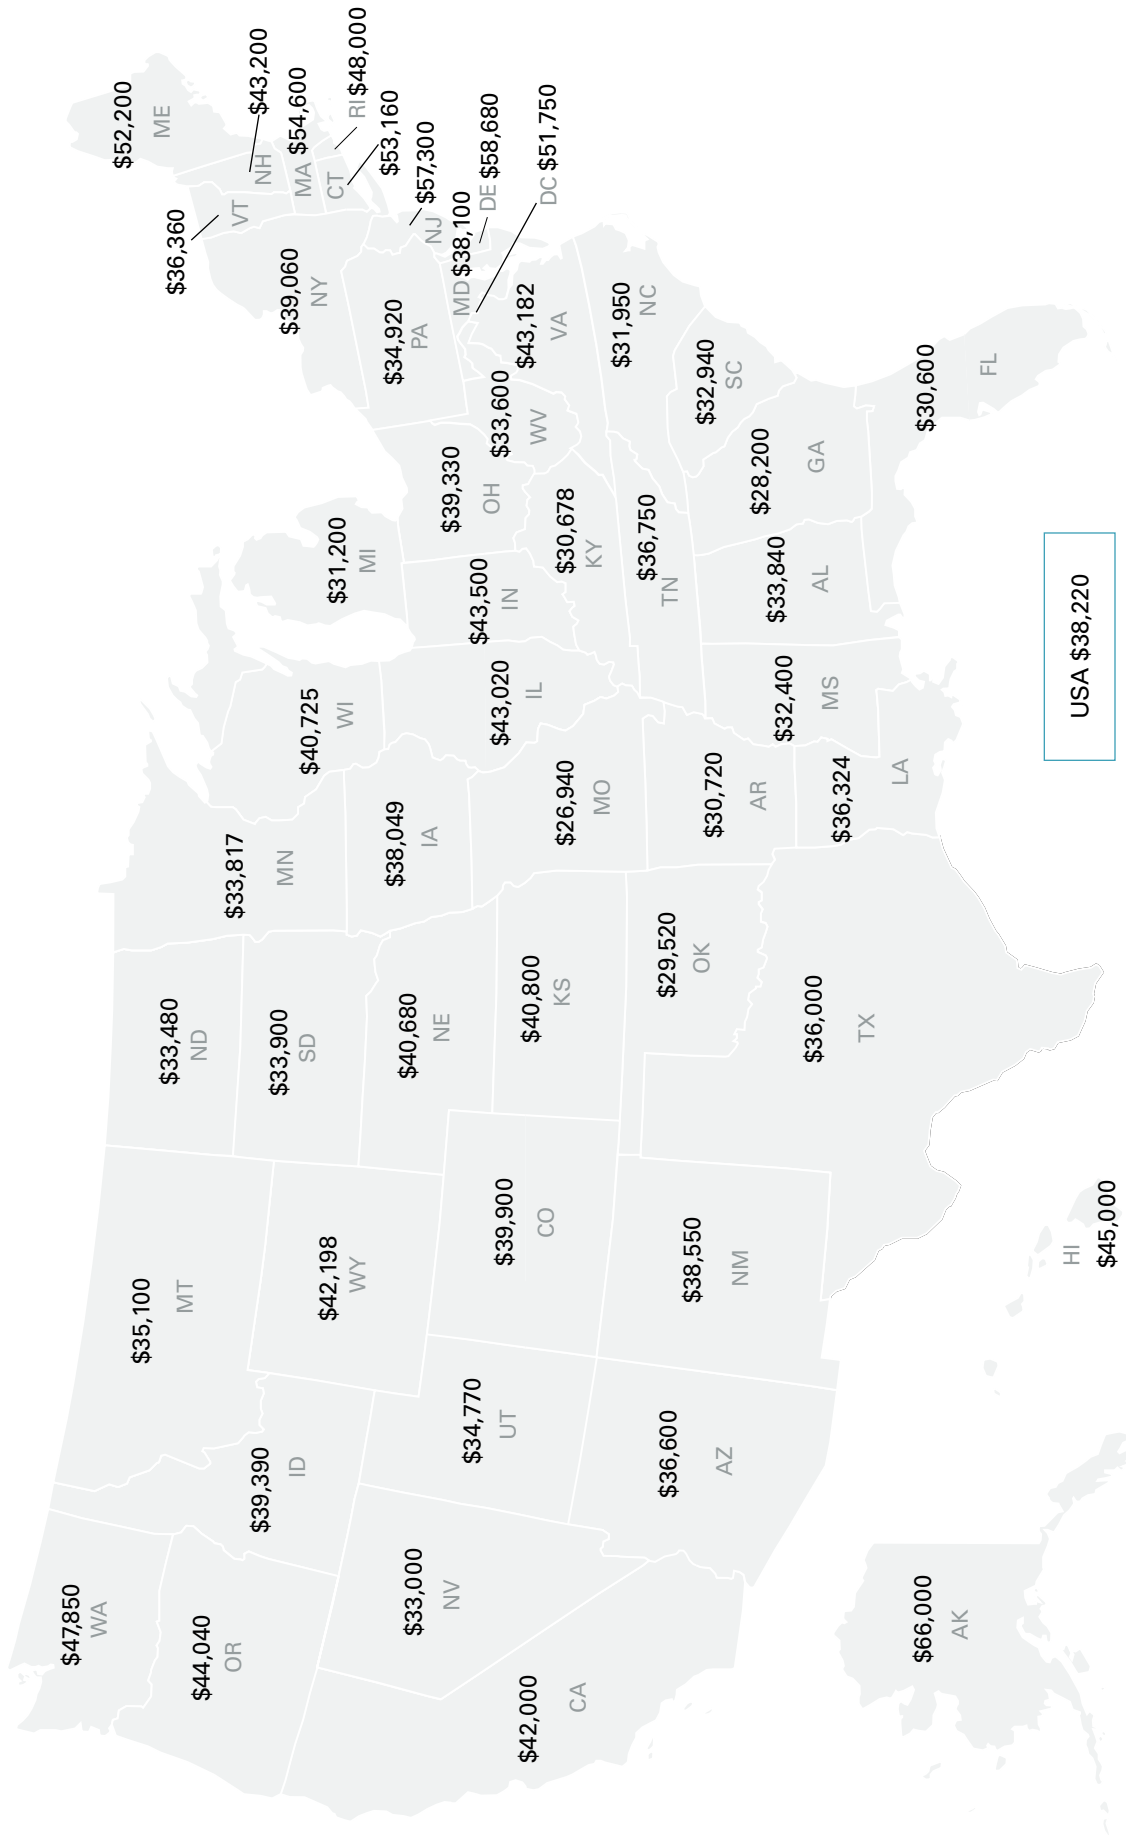 $47,850
WA
$44,040
OR
$42,000
CA
$33,000
NV
$39,390
ID
$35,100
MT
$42,198
WY
$34,770
UT
$36,600
AZ
$39,900
CO
$38,550
NM
$33,480
ND
$33,900
SD
$40,680
NE
$40,800
KS
$29,520
OK
$36,000
TX
$33,817
MN
$38,049
IA
$26,940
MO
$30,720
AR
$36,324
LA
$40,725
WI
$43,020
IL
$32,400
MS
$31,200
MI
$43,500
IN
$30,678
KY
$36,750
TN
$33,840
AL
$39,330
OH
$33,600
WV
$28,200
GA
$30,600
FL
$32,940
SC
$31,950
NC
$43,182
VA
$34,920
PA
$39,060
NY
$36,360
VT
NH
$43,200
$52,200
ME
MA $54,600
RI $48,000
CT
$53,160
$57,300
NJ
MD $38,100
DE $58,680
DC $51,750
$66,000
AK
HI
$45,000
USA $38,220